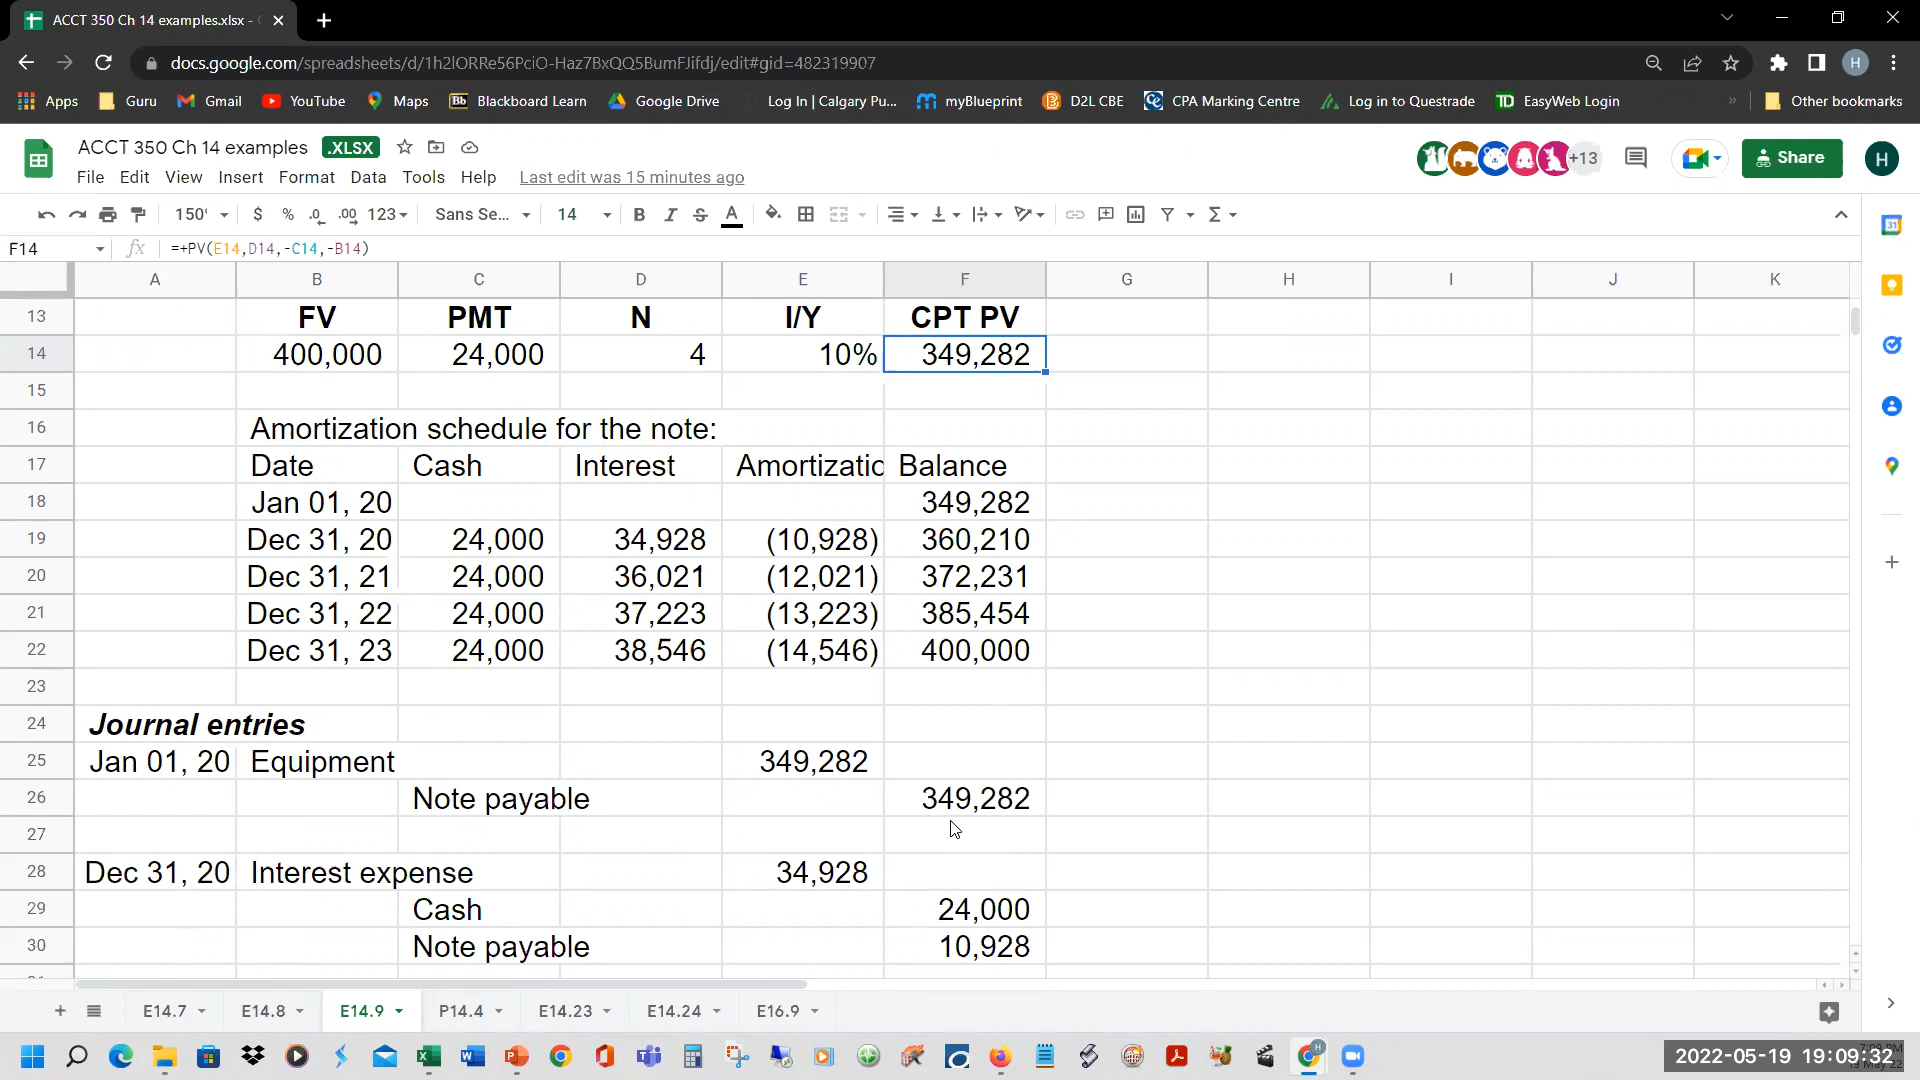 ACCT 350 Ch 14 examples.xlsx -
docs.google.com/spreadsheets/d/1h2lORRe56PciO-Haz7BxQQ5BumFJifdj/edit#gid=482319907
Apps Guru Gmail YouTube Maps Bb Blackboard Learn Google Drive Log In | Calgary Pu... myBlueprint D2L CBE CPA Marking Centre Log in to Questrade TD EasyWeb Login » Other bookmarks
ACCT 350 Ch 14 examples .XLSX +13 Share H
File Edit View Insert Format Data Tools Help Last edit was 15 minutes ago
150% $ % .0 .00 123 Sans Se... 14 B I S A
F14 fx =+PV(E14,D14,-C14,-B14)
A B C D E F G H I J K
13 FV PMT N I/Y CPT PV
14 400,000 24,000 4 10% 349,282
15
16 Amortization schedule for the note:
17 Date Cash Interest Amortizatic Balance
18 Jan 01, 20 349,282
19 Dec 31, 20 24,000 34,928 (10,928) 360,210
20 Dec 31, 21 24,000 36,021 (12,021) 372,231
21 Dec 31, 22 24,000 37,223 (13,223) 385,454
22 Dec 31, 23 24,000 38,546 (14,546) 400,000
23
24 Journal entries
25 Jan 01, 20 Equipment 349,282
26 Note payable 349,282
27
28 Dec 31, 20 Interest expense 34,928
29 Cash 24,000
30 Note payable 10,928
E14.7 E14.8 E14.9 P14.4 E14.23 E14.24 E16.9
2022-05-19 19:09:32